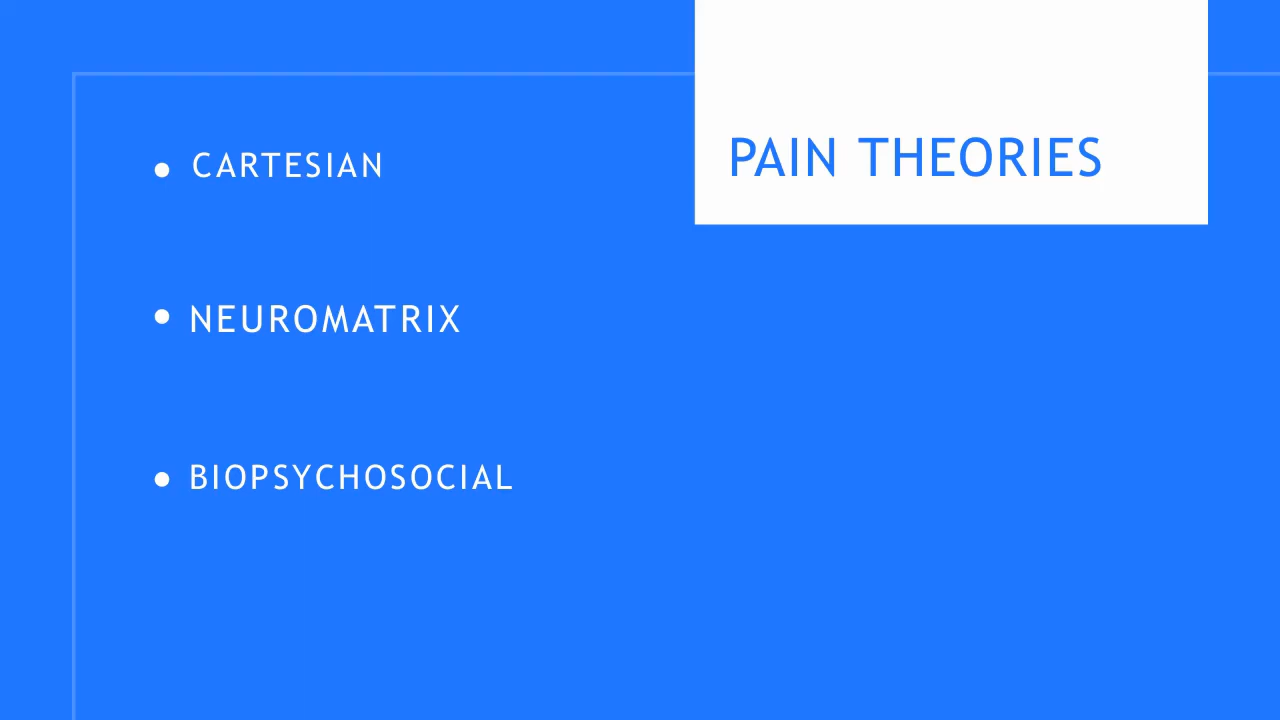 PAIN THEORIES
• CARTESIAN
• NEUROMATRIX
• BIOPSYCHOSOCIAL